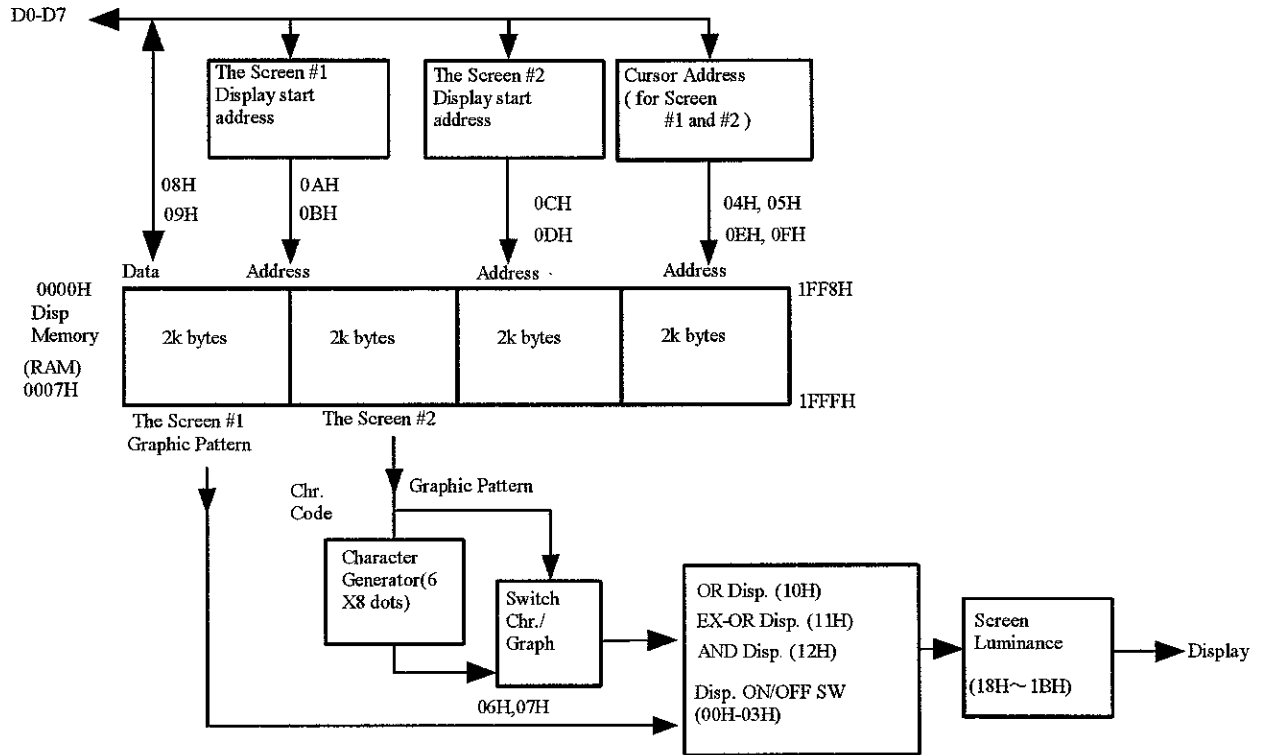 D0-D7
The Screen #1
Display start
address
The Screen #2
Display start
address
Cursor Address
( for Screen
#1 and #2 )
08H
09H
0AH
0BH
0CH
0DH
04H, 05H
0EH, 0FH
Data
Address
Address
Address
0000H
Disp
Memory
(RAM)
0007H
2k bytes
2k bytes
2k bytes
2k bytes
1FF8H
1FFFH
The Screen #1
Graphic Pattern
The Screen #2
Chr.
Code
Graphic Pattern
Character
Generator(6
X8 dots)
Switch
Chr./
Graph
06H,07H
OR Disp. (10H)
EX-OR Disp. (11H)
AND Disp. (12H)
Disp. ON/OFF SW
(00H-03H)
Screen
Luminance
(18H～1BH)
Display